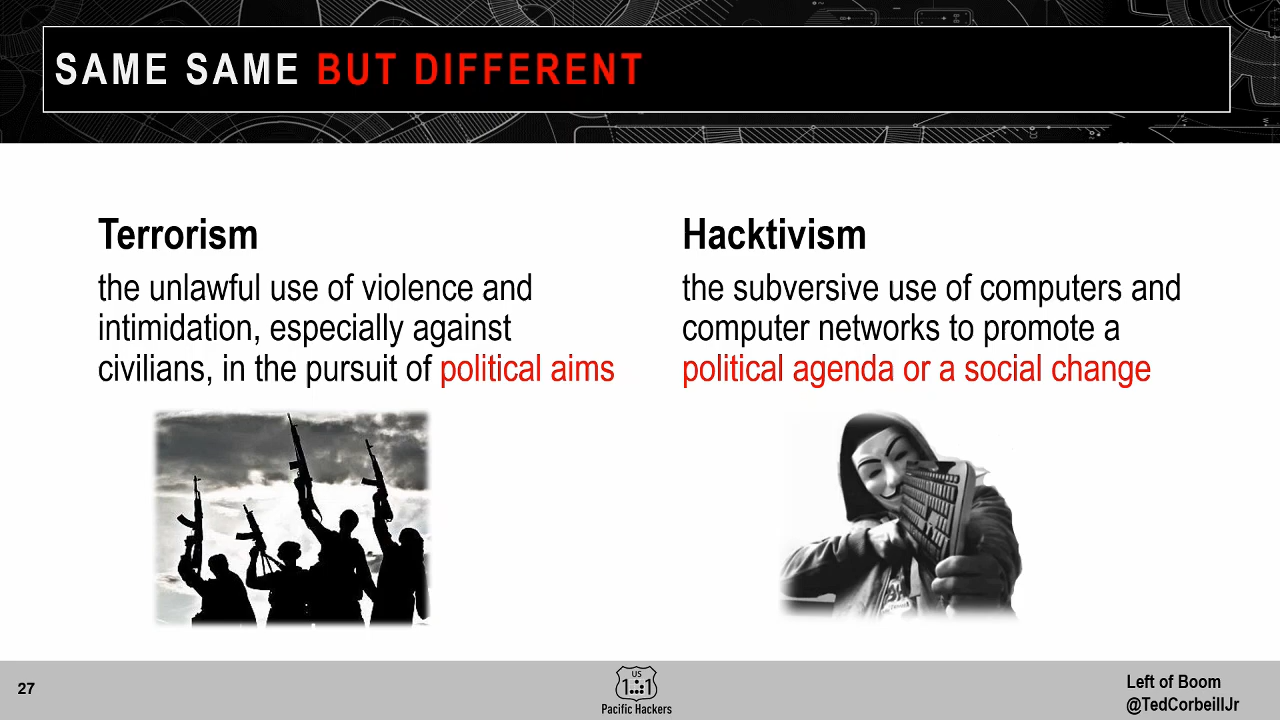 SAME SAME BUT DIFFERENT
Terrorism
the unlawful use of violence and
intimidation, especially against
civilians, in the pursuit of political aims
Hacktivism
the subversive use of computers and
computer networks to promote a
political agenda or a social change
27
US
1..:1
Pacific Hackers
Left of Boom
@TedCorbeillJr